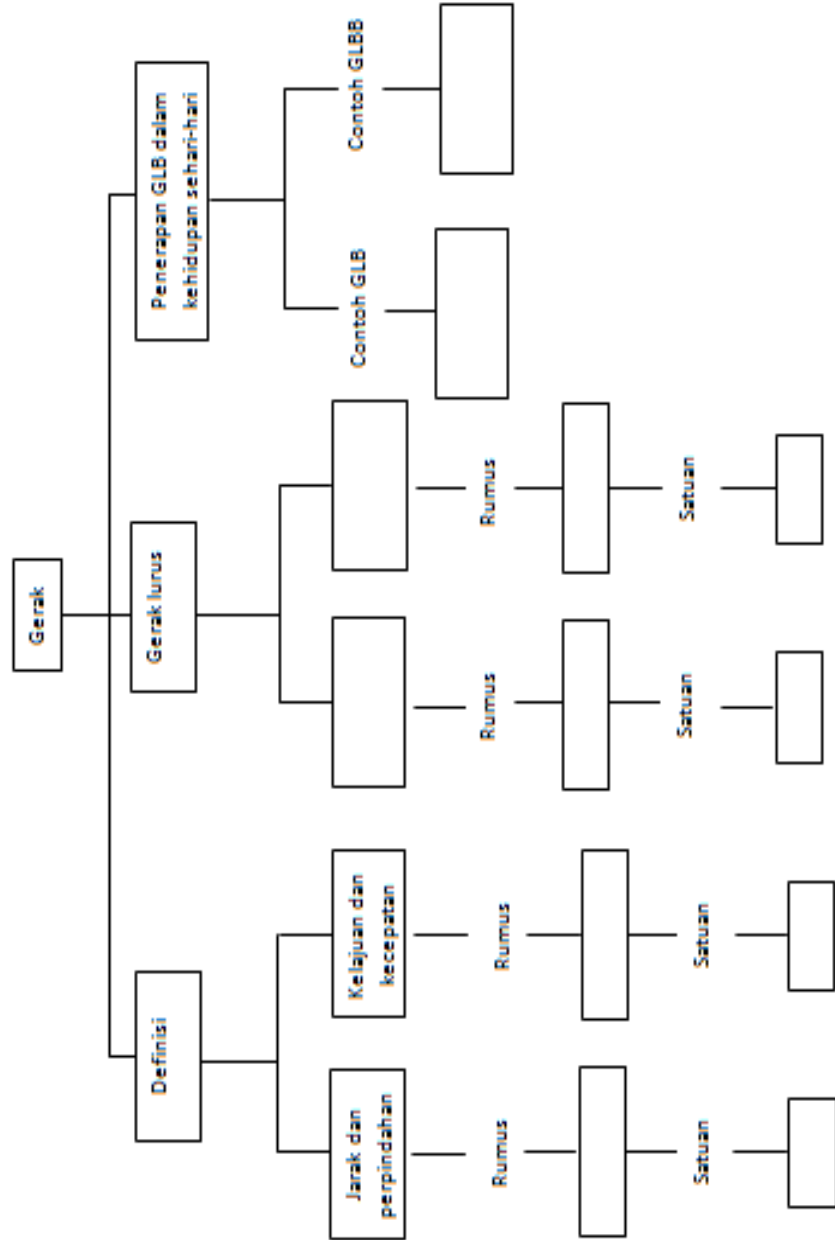 Gerak
Definisi
Gerak lurus
Penerapan GLB dalam
kehidupan sehari-hari
Jarak dan
perpindahan
Kelajuan dan
kecepatan
Contoh GLB
Contoh GLBB
Rumus
Rumus
Rumus
Rumus
Satuan
Satuan
Satuan
Satuan